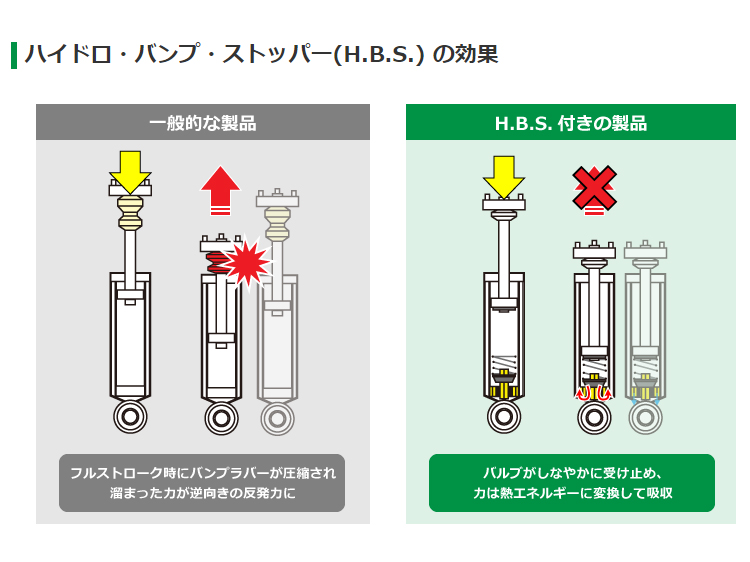 ハイドロ・バンプ・ストッパー(H.B.S.) の効果
一般的な製品
フルストローク時にバンプラバーが圧縮され
溜まった力が逆向きの反発力に
H.B.S. 付きの製品
バルブがしなやかに受け止め、
力は熱エネルギーに変換して吸収